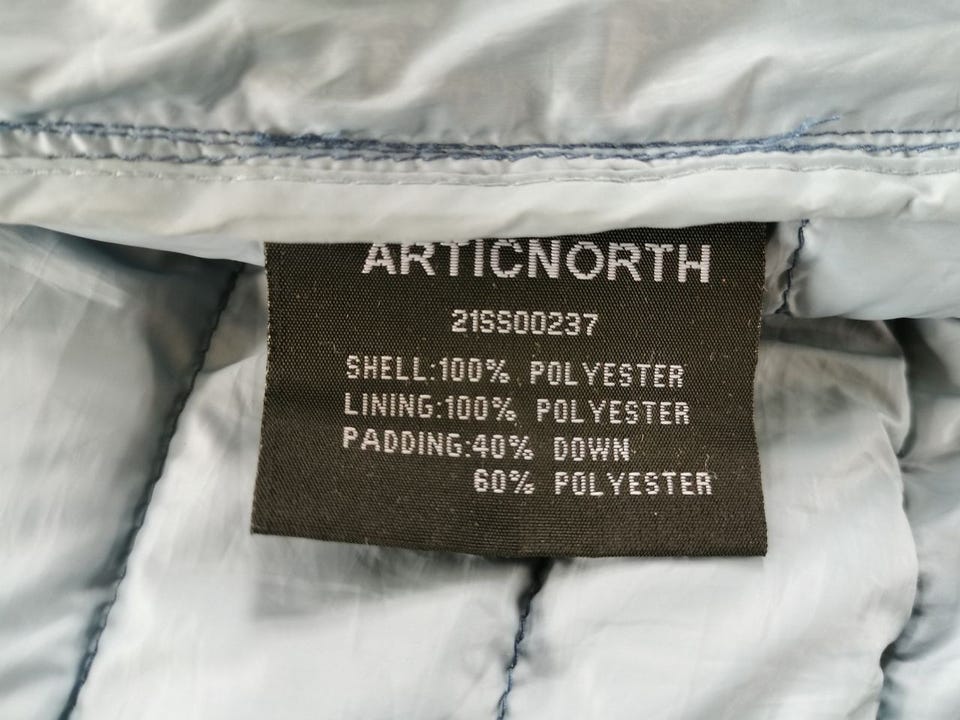 ARTICNORTH
21SS00237
SHELL:100% POLYESTER
LINING:100% POLYESTER
PADDING:40% DOWN
60% POLYESTER